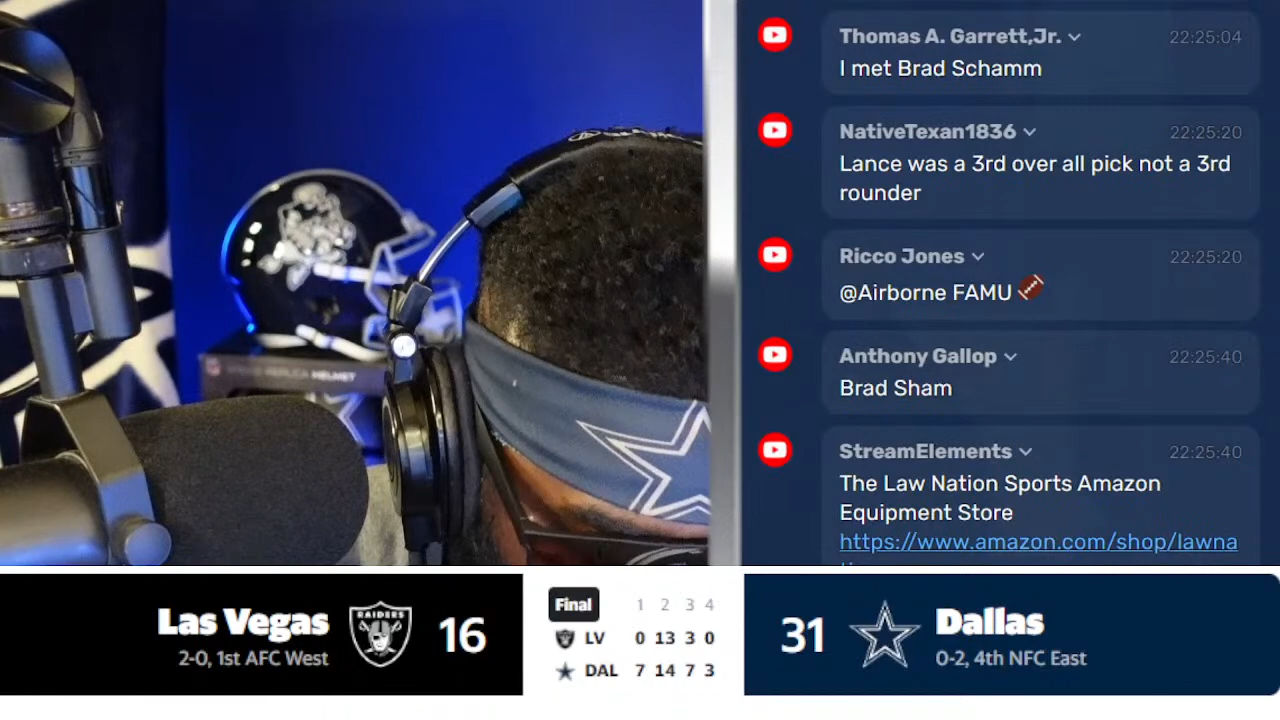 Thomas A. Garrett,Jr. 22:25:04
I met Brad Schamm
NativeTexan1836 22:25:20
Lance was a 3rd over all pick not a 3rd
rounder
Ricco Jones 22:25:20
@Airborne FAMU
Anthony Gallop 22:25:40
Brad Sham
StreamElements 22:25:40
The Law Nation Sports Amazon
Equipment Store
https://www.amazon.com/shop/lawna
HELMET
Las Vegas
2-0, 1st AFC West
RAIDERS
16
Final 1 2 3 4
LV 0 13 3 0
DAL 7 14 7 3
31
Dallas
0-2, 4th NFC East